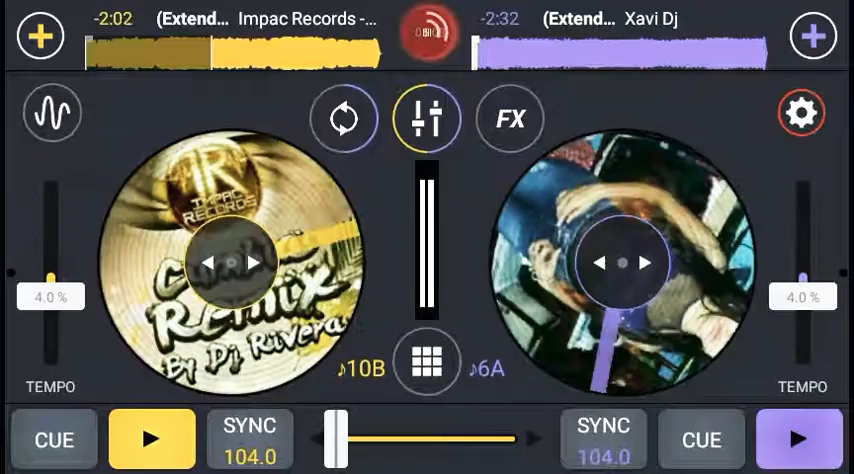 -2:02 (Extend... Impac Records -...
-2:32 (Extend... Xavi Dj
FX
IR
IMPAC
RECORDS
REMIX
By Dj Rivera
4.0 %
4.0 %
♪10B
♪6A
TEMPO
TEMPO
CUE
SYNC
104.0
SYNC
104.0
CUE